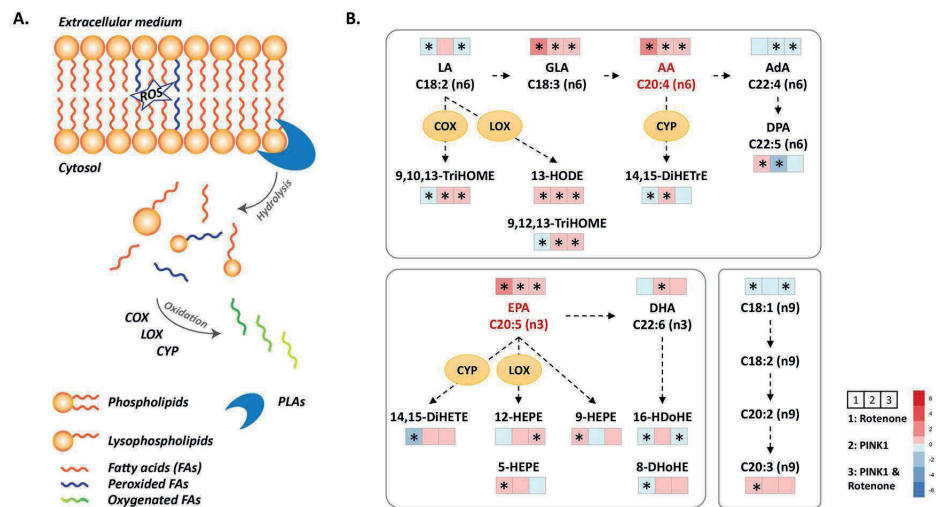 A.
Extracellular medium
ROS
Cytosol
Hydrolysis
COX
LOX
CYP
Oxidation
Phospholipids
PLAs
Lysophospholipids
Fatty acids (FAs)
Peroxided FAs
Oxygenated FAs
B.
* *
* * *
* * *
* *
LA
C18:2 (n6)
GLA
C18:3 (n6)
AA
C20:4 (n6)
AdA
C22:4 (n6)
COX
LOX
CYP
DPA
C22:5 (n6)
* *
9,10,13-TriHOME
* * *
13-HODE
* * *
14,15-DiHETrE
* *
9,12,13-TriHOME
* * *
* * *
*
EPA
C20:5 (n3)
DHA
C22:6 (n3)
CYP
LOX
14,15-DiHETE
*
12-HEPE
*
9-HEPE
*
16-HDoHE
* *
5-HEPE
*
8-DHoHE
*
* *
C18:1 (n9)
C18:2 (n9)
C20:2 (n9)
C20:3 (n9)
*
1 2 3
1: Rotenone
2: PINK1
3: PINK1 &
Rotenone
6
4
2
0
-2
-4
-6